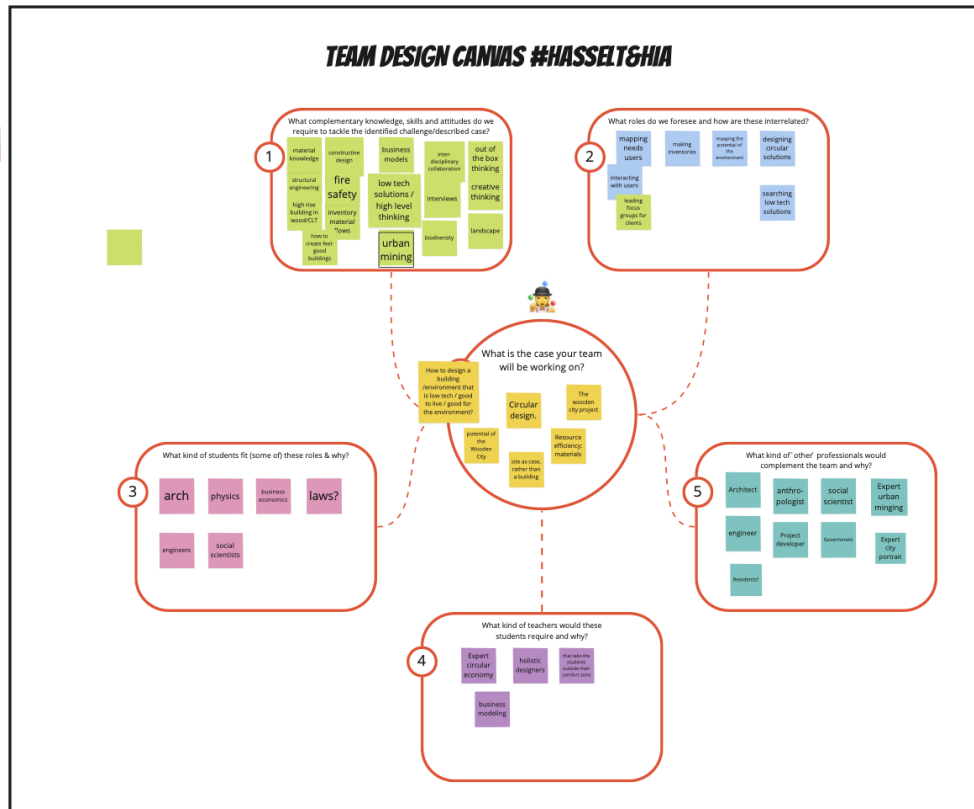 TEAM DESIGN CANVAS #HASSELT&HIA
What complementary knowledge, skills and attitudes do we
require to tackle the identified challenge/described case?
1
material
knowledge
constructive
design
business
models
inter-
disciplinary
collaboration
out of
the box
thinking
structural
engineering
fire
safety
low tech
solutions /
high level
thinking
interviews
creative
thinking
high rise
building in
wood/CLT
inventory
material
flows
how to
create feel-
good
buildings
urban
mining
biodiversity
landscape
What roles do we foresee and how are these interrelated?
2
mapping
needs
users
making
inventories
mapping the
potential of
the
environment
designing
circular
solutions
interacting
with users
leading
focus
groups for
clients
searching
low tech
solutions
What is the case your team
will be working on?
How to design a
building
/environment that
is low tech / good
to live / good for
the environment?
Circular
design.
The
wooden
city project
potential of
the
Wooden
City
site as case,
rather than
a building
Resource
efficiency:
materials
What kind of students fit (some of) these roles & why?
3
arch
physics
business
economics
laws?
engineers
social
scientists
What kind of teachers would these
students require and why?
4
Expert
circular
economy
holistic
designers
that take the
students
outside their
comfort zone
business
modeling
What kind of ´other' professionals would
complement the team and why?
5
Architect
anthro-
pologist
social
scientist
Expert
urban
minging
engineer
Project
developer
Government
Expert
city
portrait
Residents?